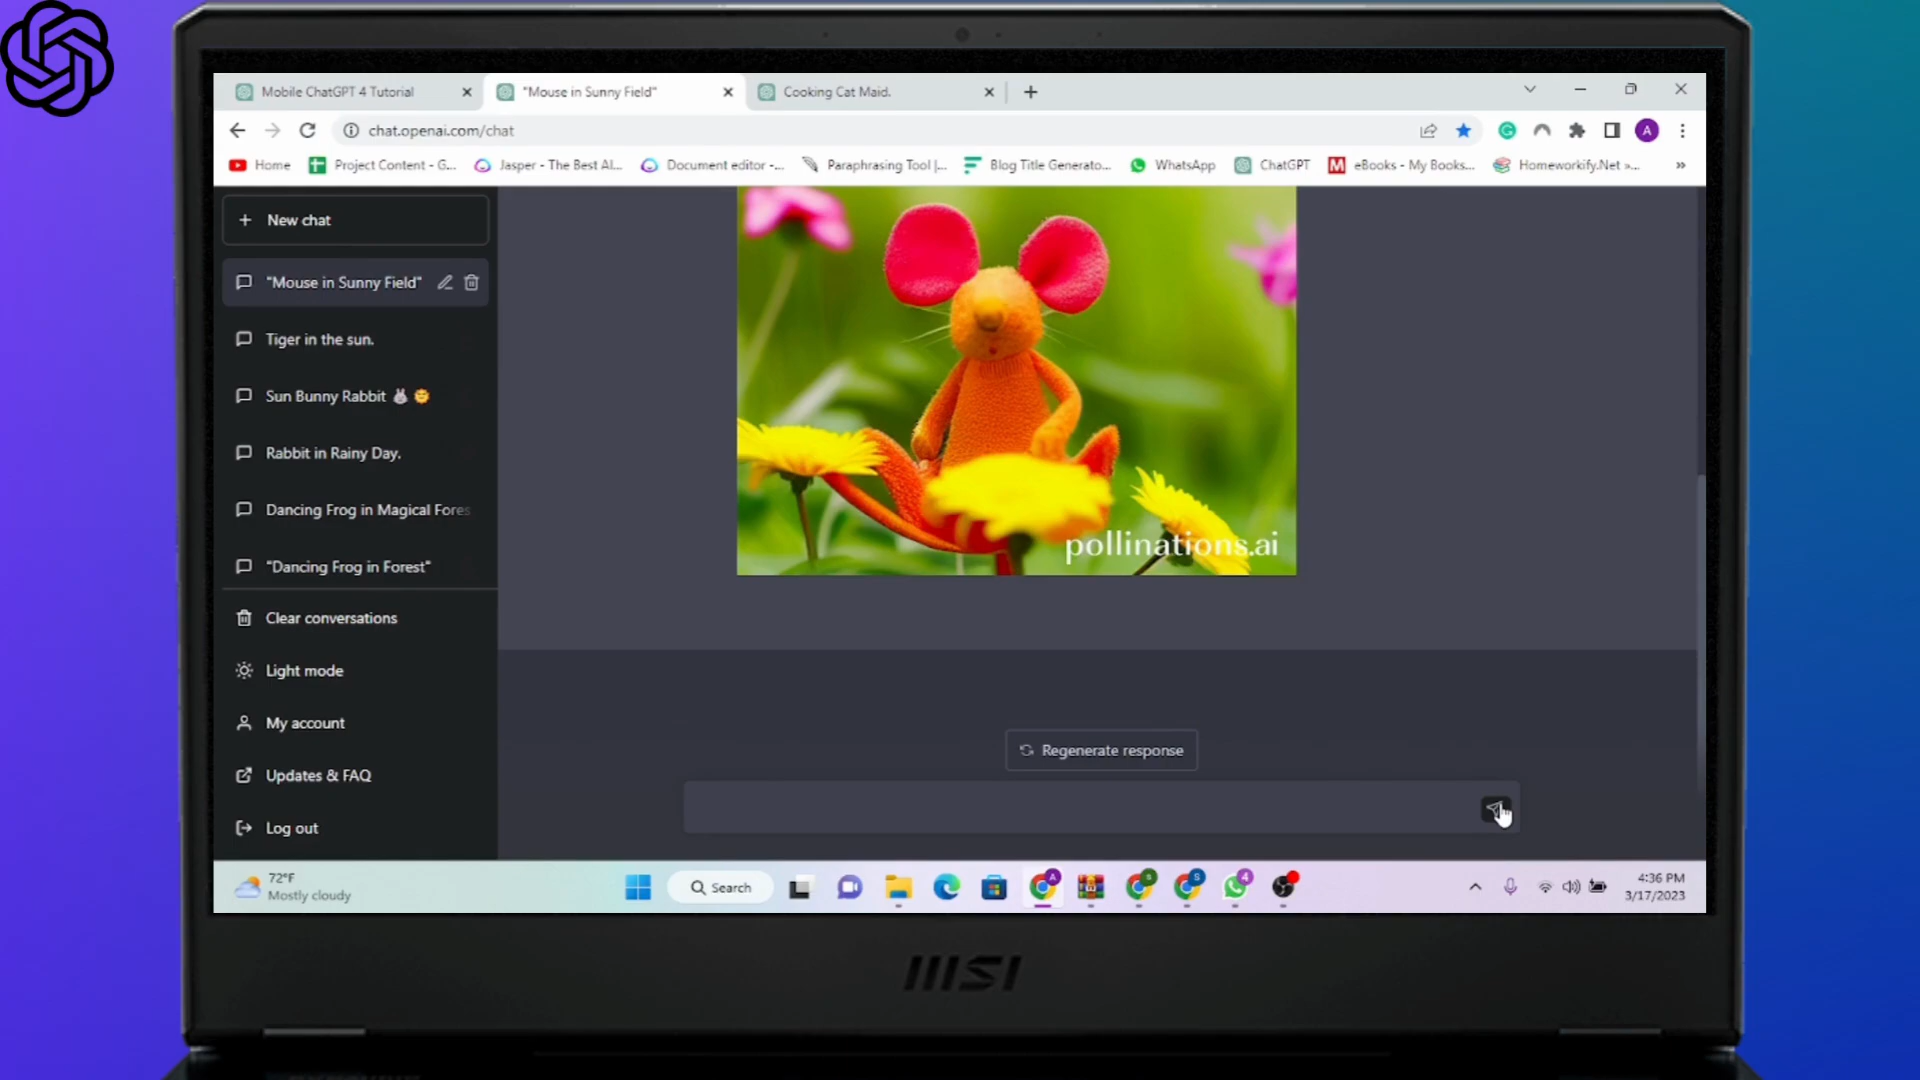 Mobile ChatGPT 4 Tutorial
"Mouse in Sunny Field"
Cooking Cat Maid.
chat.openai.com/chat
A
Home
Project Content - G...
Jasper - The Best AI...
Document editor -...
Paraphrasing Tool |...
Blog Title Generato...
WhatsApp
ChatGPT
M
eBooks - My Books...
Homeworkify.Net »...
»
+ New chat
"Mouse in Sunny Field"
Tiger in the sun.
Sun Bunny Rabbit 🐰 🌞
Rabbit in Rainy Day.
Dancing Frog in Magical Fores
"Dancing Frog in Forest"
Clear conversations
Light mode
My account
Updates & FAQ
Log out
pollinations.ai
Regenerate response
72°F
Mostly cloudy
Search
A
S
S
4
4:36 PM
3/17/2023
msi